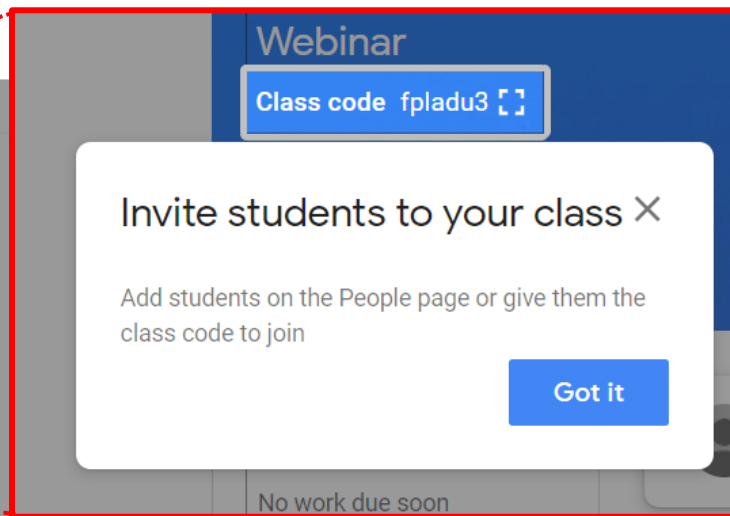 Webinar
Class code fpladu3
Invite students to your class
Add students on the People page or give them the
class code to join
Got it
No work due soon